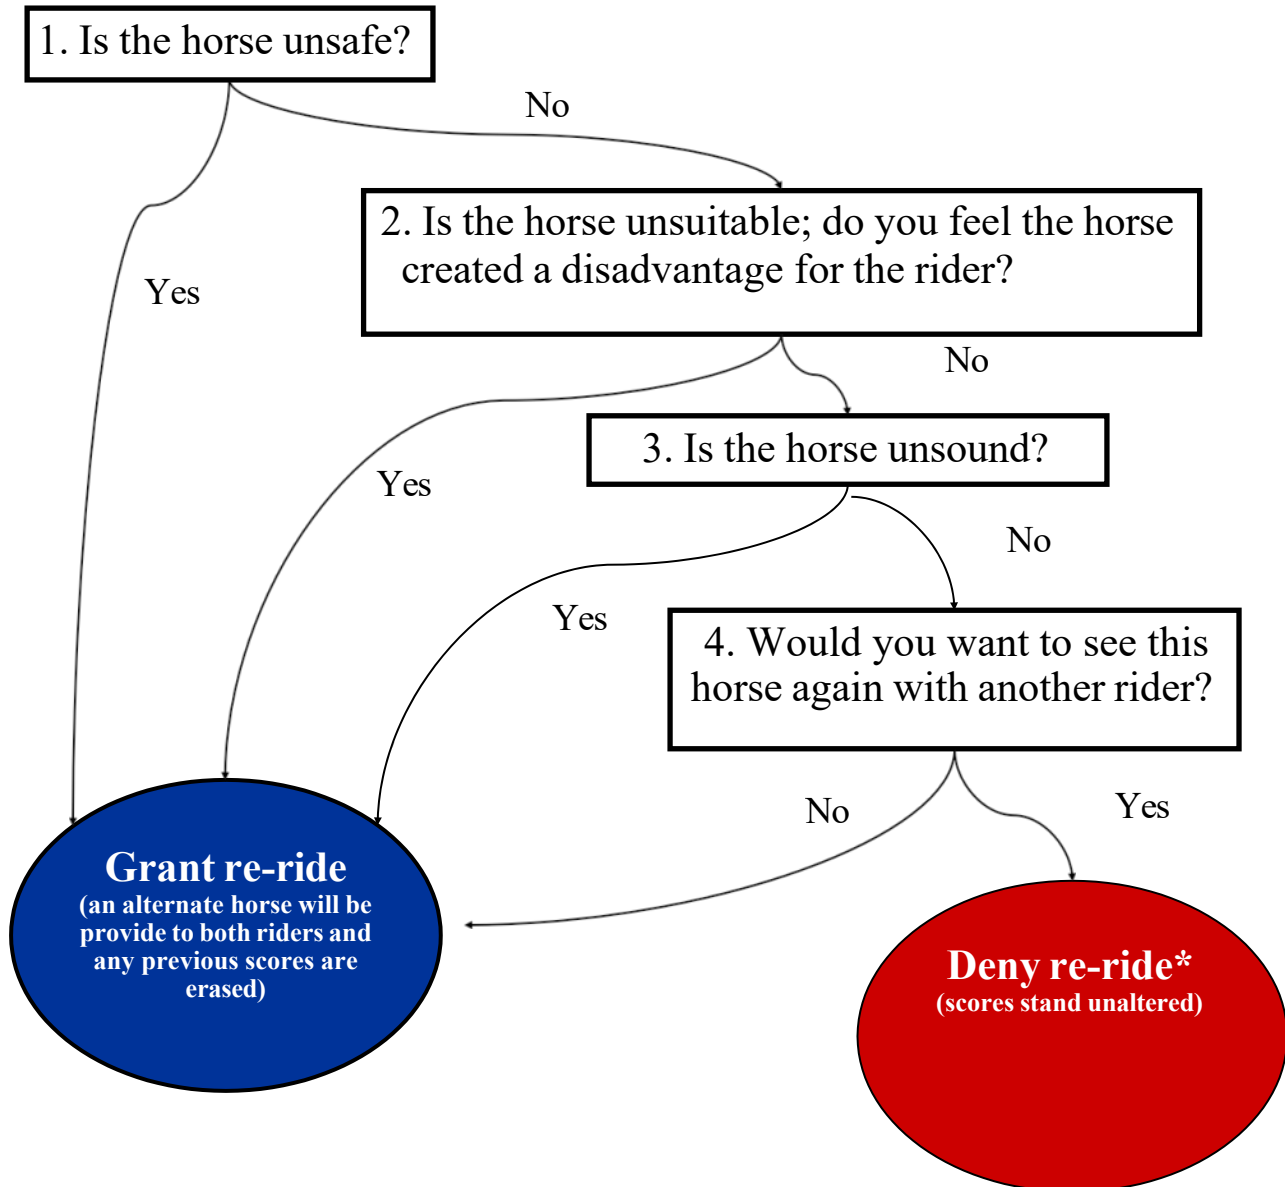 1. Is the horse unsafe?
No
2. Is the horse unsuitable; do you feel the horse
created a disadvantage for the rider?
Yes
No
3. Is the horse unsound?
Yes
No
Yes
4. Would you want to see this
horse again with another rider?
No
Yes
Grant re-ride
(an alternate horse will be
provide to both riders and
any previous scores are
erased)
Deny re-ride*
(scores stand unaltered)